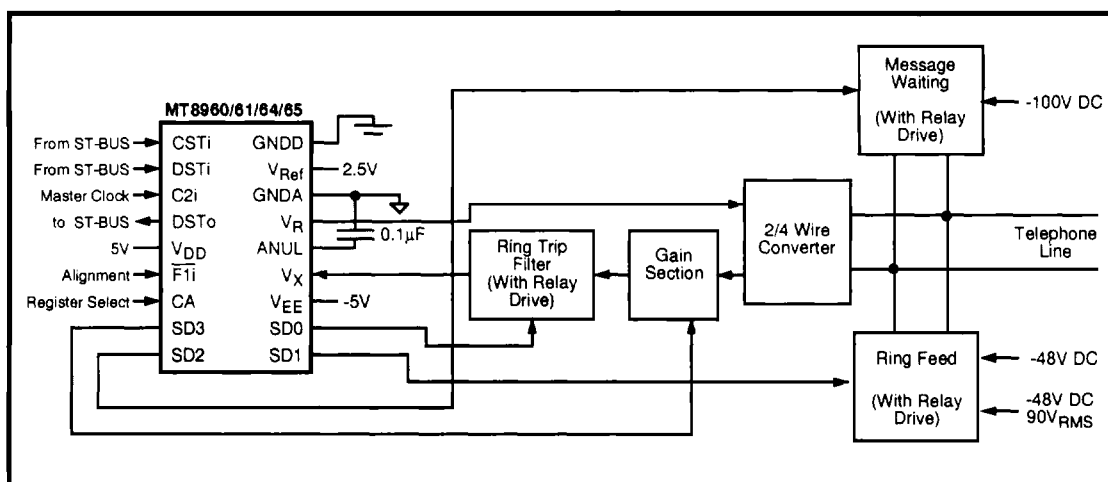 MT8960/61/64/65
From ST-BUS
CSTi
GNDD
From ST-BUS
DSTi
VRef
2.5V
Master Clock
C2i
GNDA
to ST-BUS
DSTo
VR
0.1µF
5V
VDD
ANUL
Alignment
F1i
VX
Register Select
CA
VEE
-5V
SD3
SD0
SD2
SD1
Ring Trip
Filter
(With Relay
Drive)
Gain
Section
2/4 Wire
Converter
Message
Waiting
(With Relay
Drive)
-100V DC
Telephone
Line
Ring Feed
(With Relay
Drive)
-48V DC
-48V DC
90VRMS